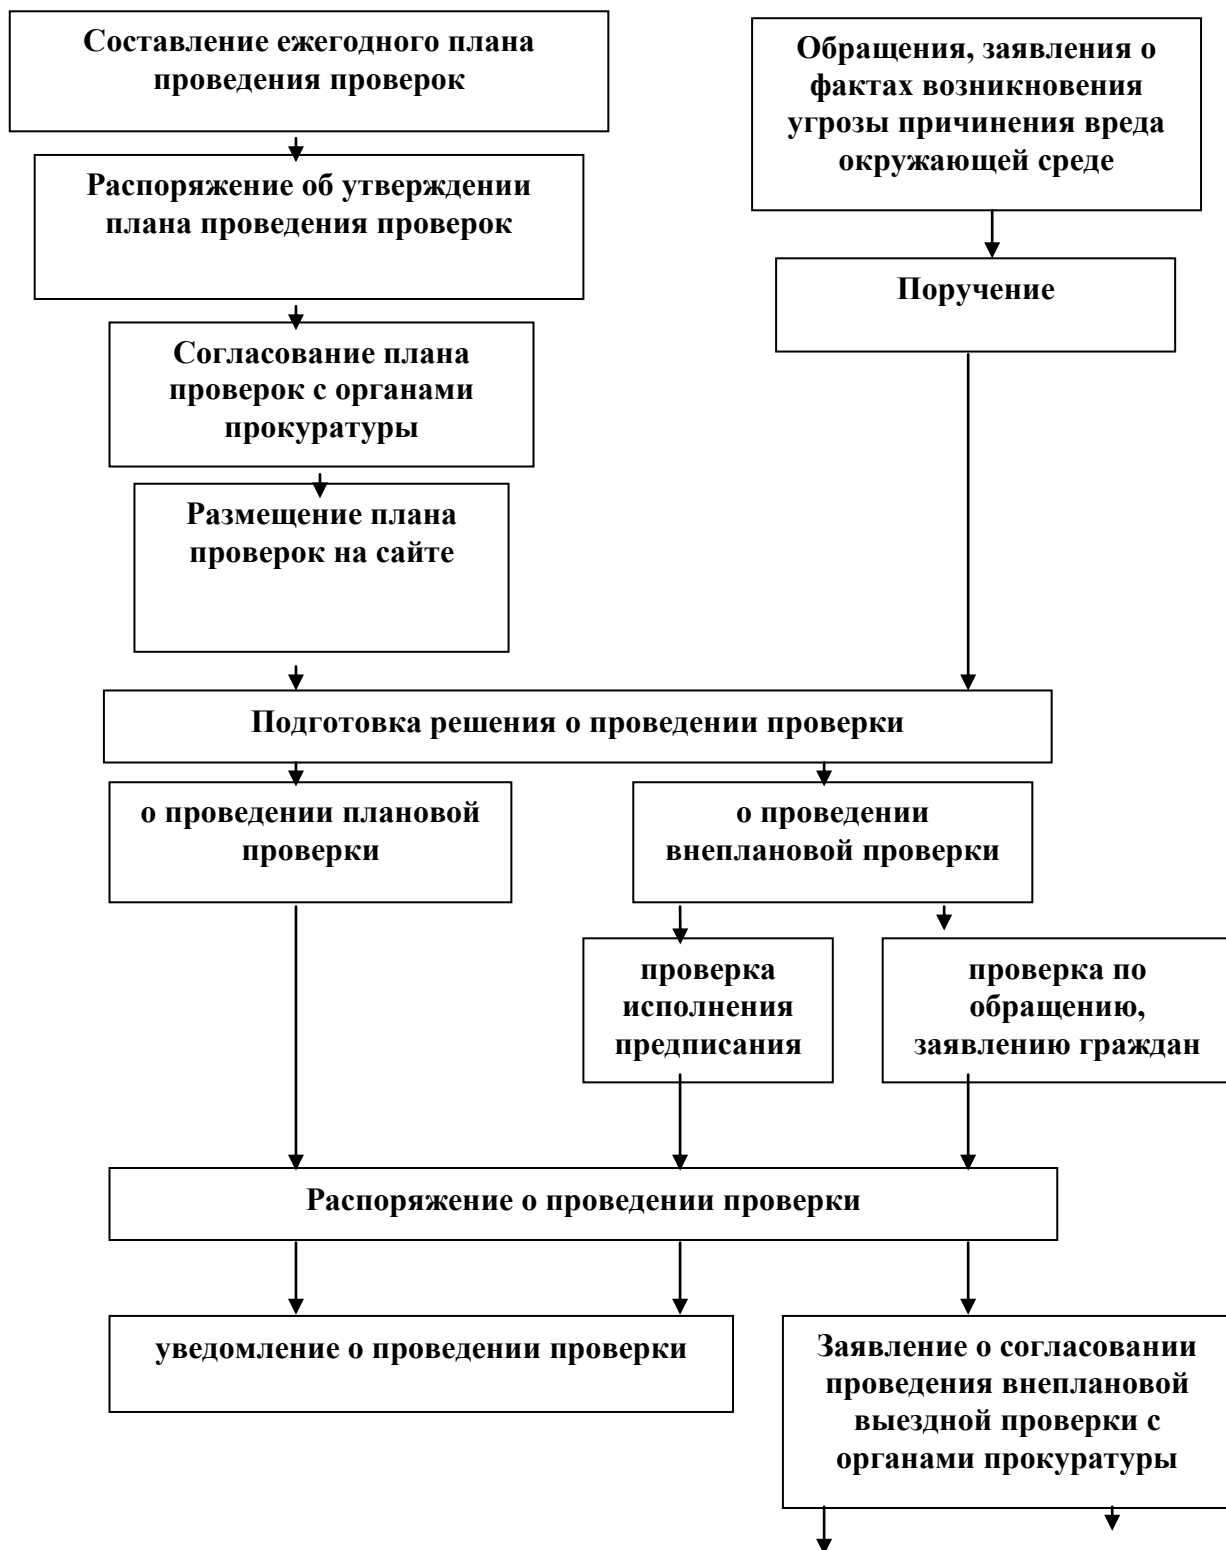 Составление ежегодного плана
проведения проверок
Обращения, заявления о
фактах возникновения
угрозы причинения вреда
окружающей среде
Распоряжение об утверждении
плана проведения проверок
Поручение
Согласование плана
проверок с органами
прокуратуры
Размещение плана
проверок на сайте
Подготовка решения о проведении проверки
о проведении плановой
проверки
о проведении
внеплановой проверки
проверка
исполнения
предписания
проверка по
обращению,
заявлению граждан
Распоряжение о проведении проверки
уведомление о проведении проверки
Заявление о согласовании
проведения внеплановой
выездной проверки с
органами прокуратуры